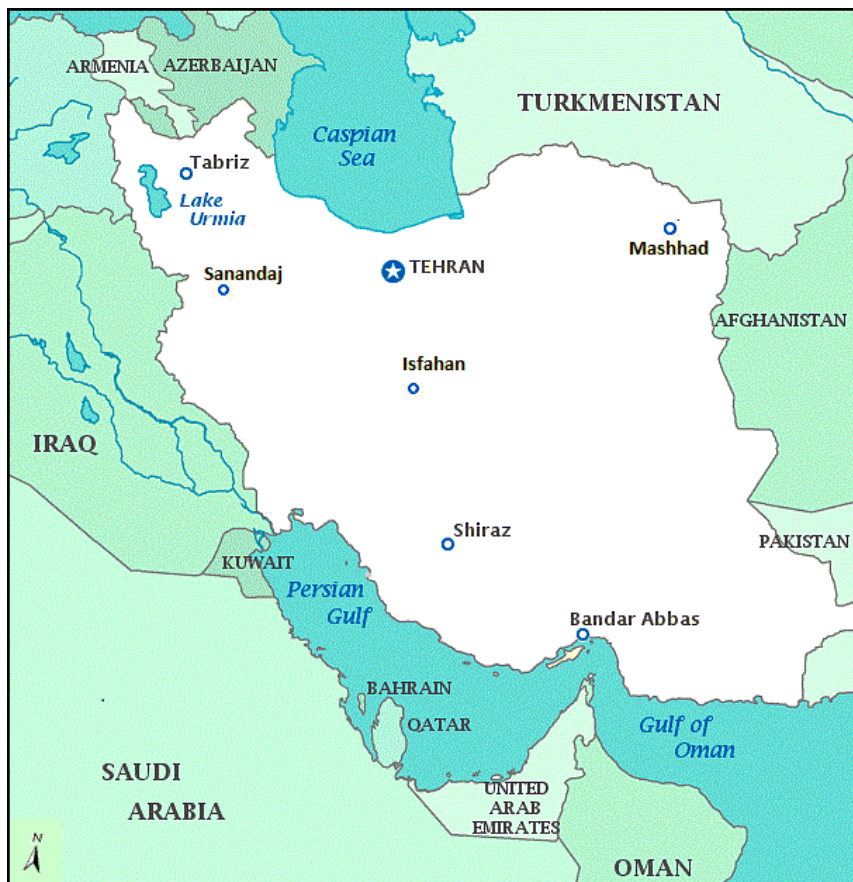 ARMENIA
AZERBAIJAN
TURKMENISTAN
Caspian
Sea
Tabriz
Lake
Urmia
Mashhad
Sanandaj
TEHRAN
AFGHANISTAN
Isfahan
IRAQ
Shiraz
PAKISTAN
KUWAIT
Persian
Gulf
Bandar Abbas
BAHRAIN
QATAR
Gulf of
Oman
SAUDI
ARABIA
UNITED
ARAB
EMIRATES
OMAN
N